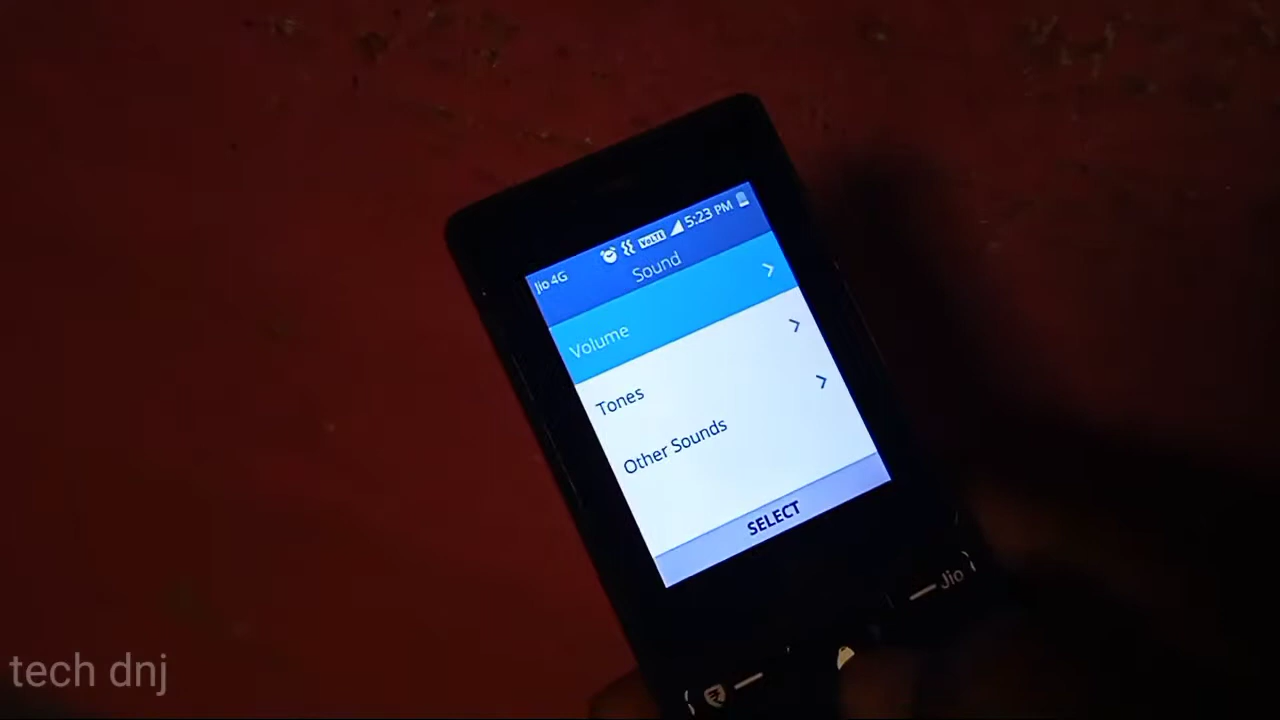 Jio 4G VoLTE 5:23 PM
Sound
Volume
Tones
Other Sounds
SELECT
Jio
₹
tech dnj